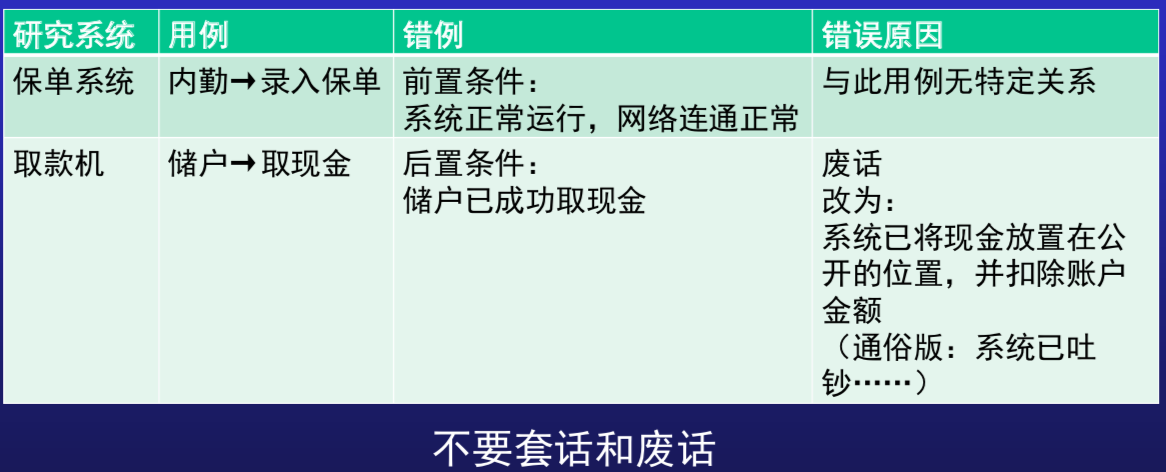 研究系统 用例 错例 错误原因
保单系统 内勤→录入保单 前置条件： 与此用例无特定关系
系统正常运行，网络连通正常
取款机 储户→取现金 后置条件： 废话
储户已成功取现金 改为：
系统已将现金放置在公
开的位置，并扣除账户
金额
（通俗版：系统已吐
钞……）
不要套话和废话